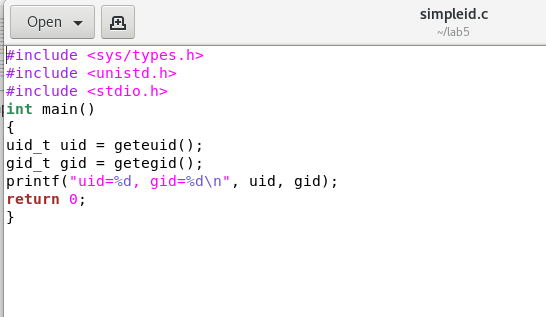 Open
simpleid.c
~/lab5
#include <sys/types.h>
#include <unistd.h>
#include <stdio.h>
int main()
{
uid_t uid = geteuid();
gid_t gid = getegid();
printf("uid=%d, gid=%d\n", uid, gid);
return 0;
}